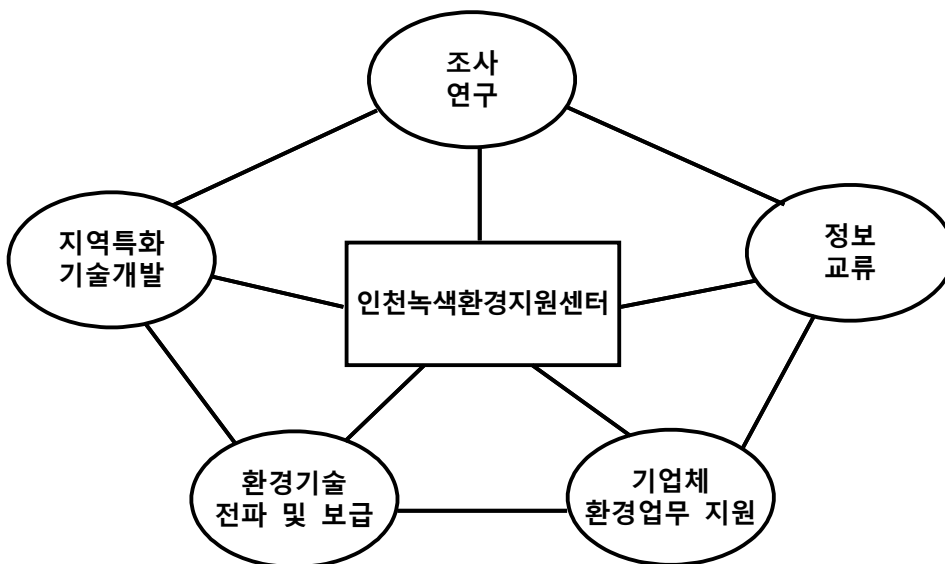 조사
연구
지역특화
기술개발
정보
교류
인천녹색환경지원센터
환경기술
전파 및 보급
기업체
환경업무 지원